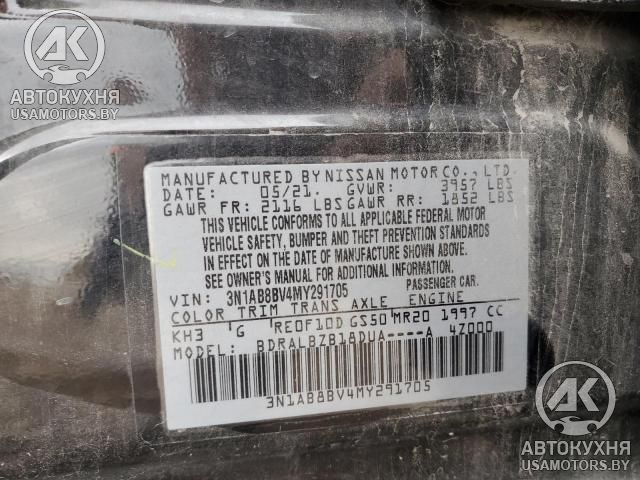 AK
АВТОКУХНЯ
USAMOTORS.BY
MANUFACTURED BY NISSAN MOTOR CO., LTD.
DATE: 05/21. GVWR: 3957 LBS
GAWR FR: 2116 LBS GAWR RR: 1852 LBS
THIS VEHICLE CONFORMS TO ALL APPLICABLE FEDERAL MOTOR
VEHICLE SAFETY, BUMPER AND THEFT PREVENTION STANDARDS
IN EFFECT ON THE DATE OF MANUFACTURE SHOWN ABOVE.
SEE OWNER'S MANUAL FOR ADDITIONAL INFORMATION.
VIN: 3N1AB8BV4MY291705 PASSENGER CAR.
COLOR TRIM TRANS AXLE ENGINE
KH3 'G RE0F10D GS50 MR20 1997 CC
MODEL: BDRALBZB18DUA----A 47000
3N1AB8BV4MY291705
AK
АВТОКУХНЯ
USAMOTORS.BY